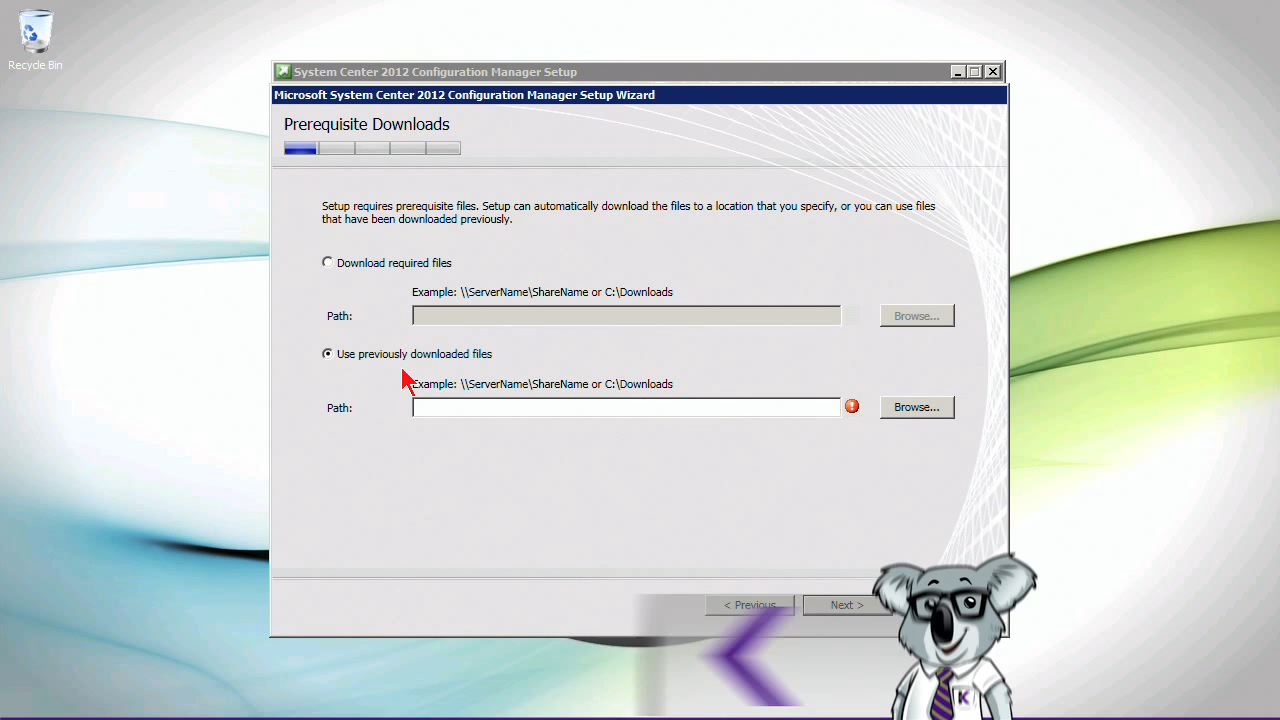 Recycle Bin
System Center 2012 Configuration Manager Setup
Microsoft System Center 2012 Configuration Manager Setup Wizard
Prerequisite Downloads
Setup requires prerequisite files. Setup can automatically download the files to a location that you specify, or you can use files
that have been downloaded previously.
Download required files
Example: \\ServerName\ShareName or C:\Downloads
Path:
Browse...
Use previously downloaded files
Example: \\ServerName\ShareName or C:\Downloads
Path:
Browse...
< Previous
Next >
K